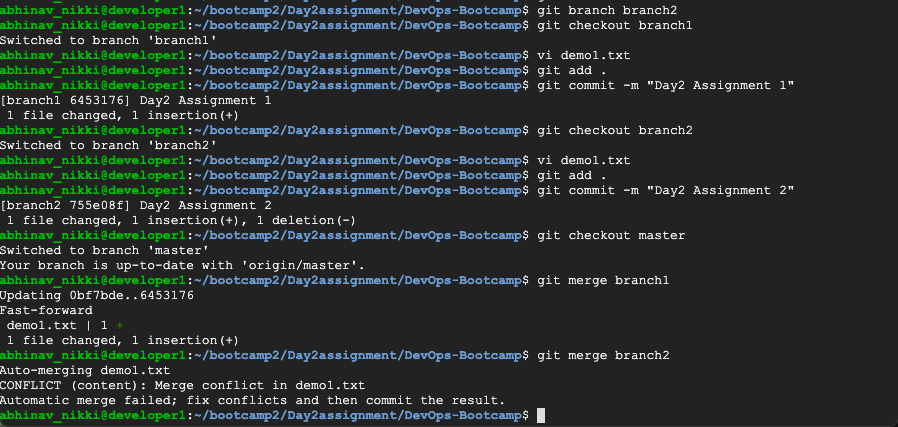 abhinav_nikki@developer1:~/bootcamp2/Day2assignment/DevOps-Bootcamp$ git branch branch2
abhinav_nikki@developer1:~/bootcamp2/Day2assignment/DevOps-Bootcamp$ git checkout branch1
Switched to branch 'branch1'
abhinav_nikki@developer1:~/bootcamp2/Day2assignment/DevOps-Bootcamp$ vi demo1.txt
abhinav_nikki@developer1:~/bootcamp2/Day2assignment/DevOps-Bootcamp$ git add .
abhinav_nikki@developer1:~/bootcamp2/Day2assignment/DevOps-Bootcamp$ git commit -m "Day2 Assignment 1"
[branch1 6453176] Day2 Assignment 1
 1 file changed, 1 insertion(+)
abhinav_nikki@developer1:~/bootcamp2/Day2assignment/DevOps-Bootcamp$ git checkout branch2
Switched to branch 'branch2'
abhinav_nikki@developer1:~/bootcamp2/Day2assignment/DevOps-Bootcamp$ vi demo1.txt
abhinav_nikki@developer1:~/bootcamp2/Day2assignment/DevOps-Bootcamp$ git add .
abhinav_nikki@developer1:~/bootcamp2/Day2assignment/DevOps-Bootcamp$ git commit -m "Day2 Assignment 2"
[branch2 755e08f] Day2 Assignment 2
 1 file changed, 1 insertion(+), 1 deletion(-)
abhinav_nikki@developer1:~/bootcamp2/Day2assignment/DevOps-Bootcamp$ git checkout master
Switched to branch 'master'
Your branch is up-to-date with 'origin/master'.
abhinav_nikki@developer1:~/bootcamp2/Day2assignment/DevOps-Bootcamp$ git merge branch1
Updating 0bf7bde..6453176
Fast-forward
 demo1.txt | 1 +
 1 file changed, 1 insertion(+)
abhinav_nikki@developer1:~/bootcamp2/Day2assignment/DevOps-Bootcamp$ git merge branch2
Auto-merging demo1.txt
CONFLICT (content): Merge conflict in demo1.txt
Automatic merge failed; fix conflicts and then commit the result.
abhinav_nikki@developer1:~/bootcamp2/Day2assignment/DevOps-Bootcamp$